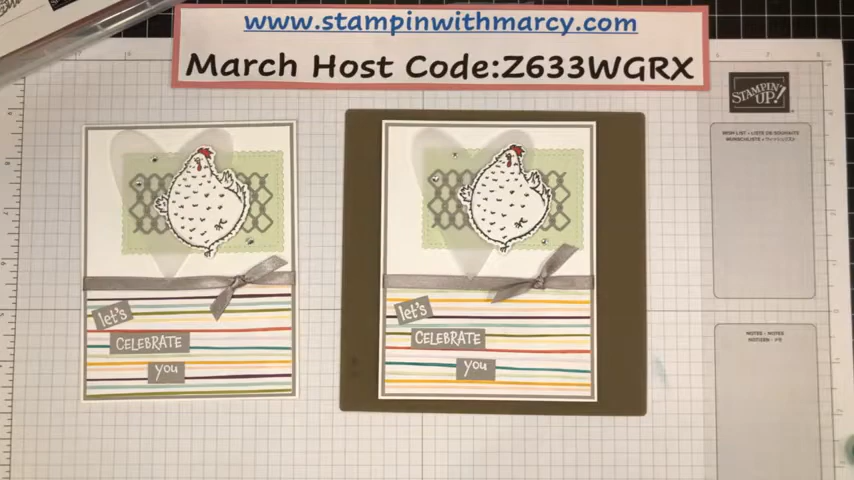 www.stampinwithmarcy.com
March Host Code:Z633WGRX
STAMPIN' UP!
let's
CELEBRATE
you
let's
CELEBRATE
you